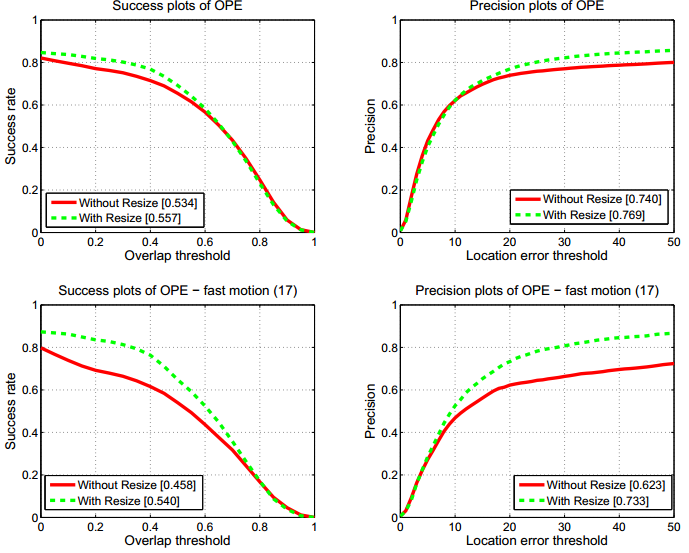 Success plots of OPE
Success rate
1
0.8
0.6
0.4
0.2
0
Without Resize [0.534]
With Resize [0.557]
0 0.2 0.4 0.6 0.8 1
Overlap threshold
Precision plots of OPE
Precision
1
0.8
0.6
0.4
0.2
0
Without Resize [0.740]
With Resize [0.769]
0 10 20 30 40 50
Location error threshold
Success plots of OPE − fast motion (17)
Success rate
1
0.8
0.6
0.4
0.2
0
Without Resize [0.458]
With Resize [0.540]
0 0.2 0.4 0.6 0.8 1
Overlap threshold
Precision plots of OPE − fast motion (17)
Precision
1
0.8
0.6
0.4
0.2
0
Without Resize [0.623]
With Resize [0.733]
0 10 20 30 40 50
Location error threshold